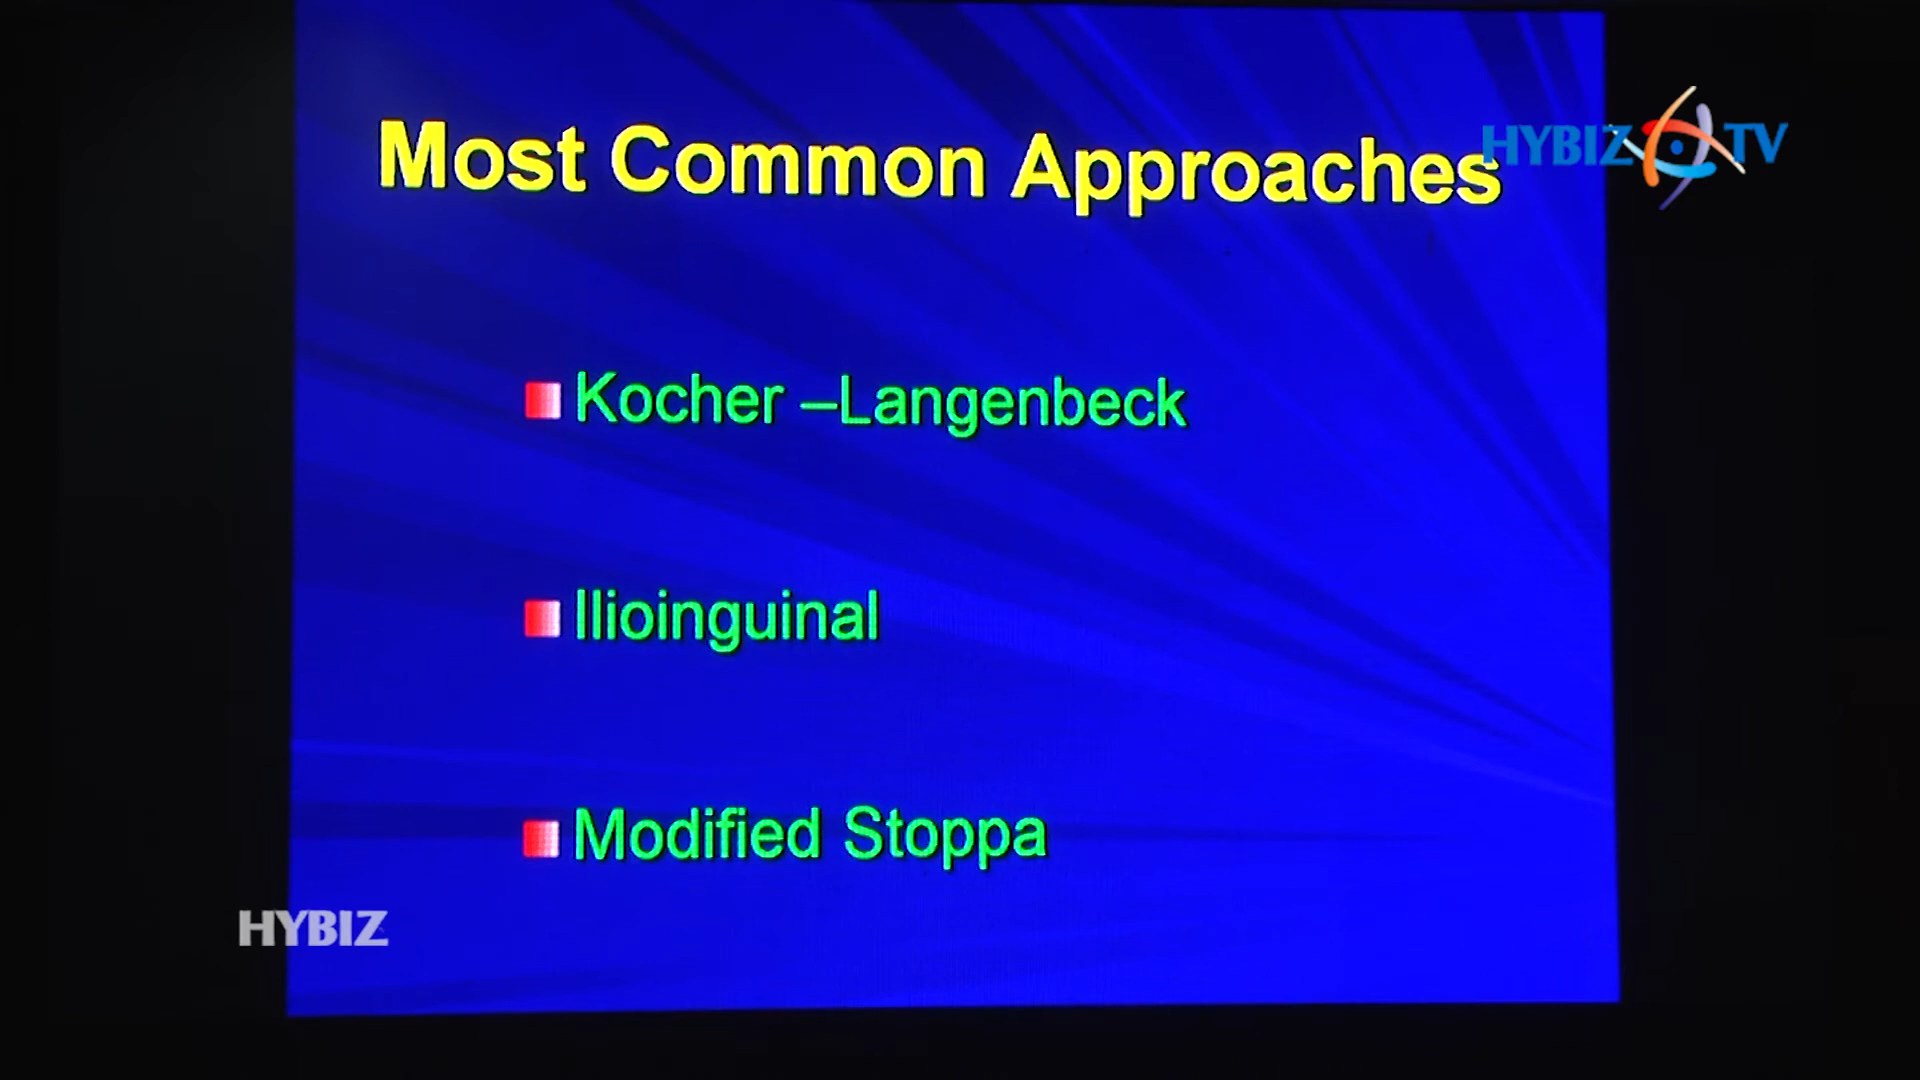 Most Common Approaches
HYBIZ TV
Kocher –Langenbeck
Ilioinguinal
Modified Stoppa
HYBIZ